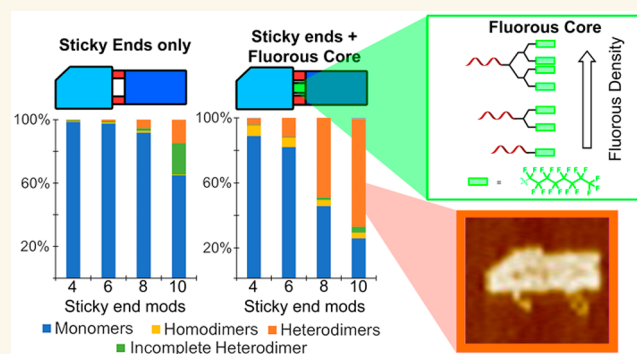 Sticky Ends only
Sticky ends +
Fluorous Core
100%
60%
20%
4 6 8 10
Sticky end mods
100%
60%
20%
4 6 8 10
Sticky end mods
Monomers Homodimers Heterodimers
Incomplete Heterodimer
Fluorous Core
Fluorous Density
=
F F F F F F
F
F
F F F F F F